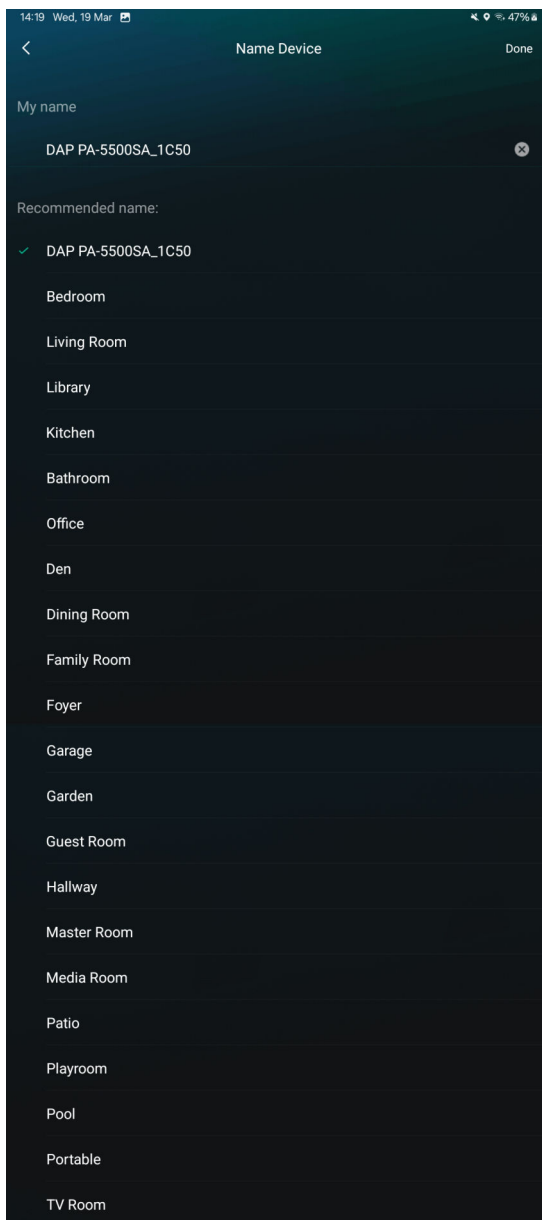 14:19 Wed, 19 Mar 47%
Name Device Done
My name
DAP PA-5500SA_1C50
Recommended name:
DAP PA-5500SA_1C50
Bedroom
Living Room
Library
Kitchen
Bathroom
Office
Den
Dining Room
Family Room
Foyer
Garage
Garden
Guest Room
Hallway
Master Room
Media Room
Patio
Playroom
Pool
Portable
TV Room